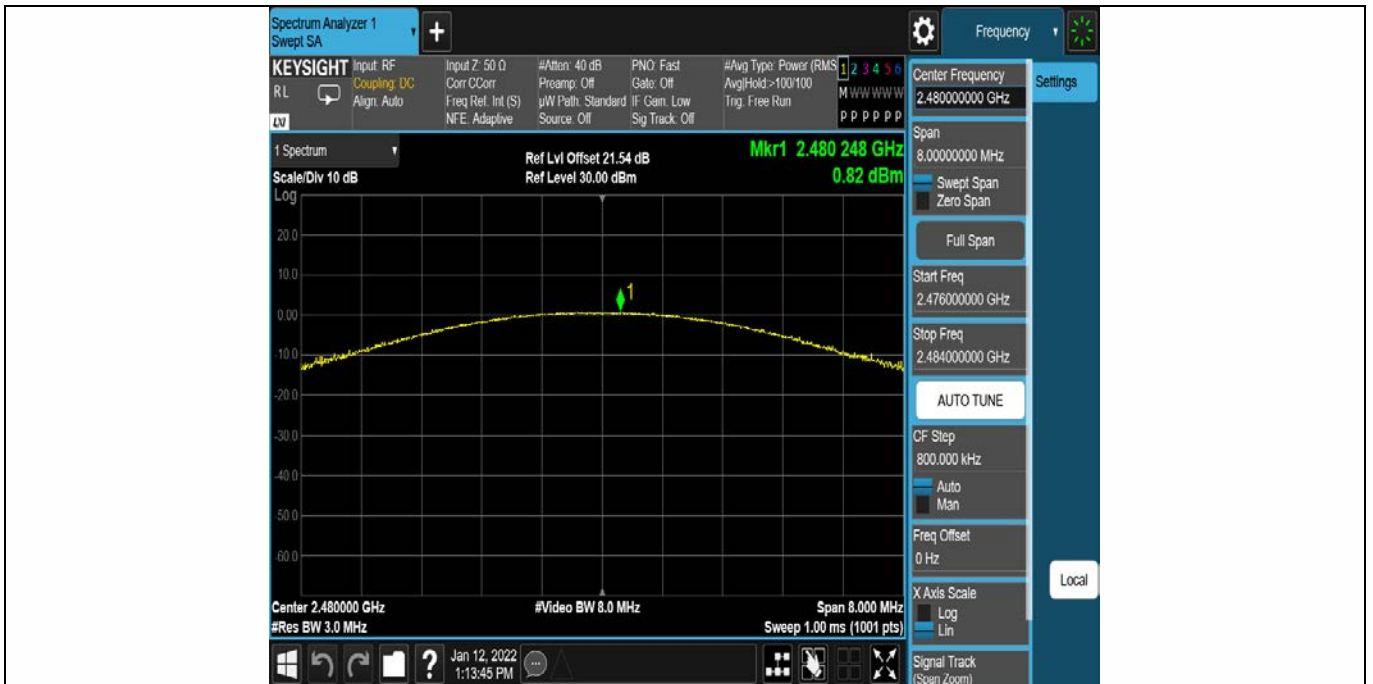 Spectrum Analyzer 1
Swept SA
+
Frequency
KEYSIGHT
RL
LV
Input: RF
Coupling: DC
Align: Auto
Input Z: 50 Ω
Corr CCorr
Freq Ref: Int (S)
NFE: Adaptive
#Atten: 40 dB
Preamp: Off
µW Path: Standard
Source: Off
PNO: Fast
Gate: Off
IF Gain: Low
Sig Track: Off
#Avg Type: Power (RMS
Avg|Hold:>100/100
Trig: Free Run
1 2 3 4 5 6
M W W W W W
P P P P P P
1 Spectrum
Scale/Div 10 dB
Log
Ref Lvl Offset 21.54 dB
Ref Level 30.00 dBm
Mkr1 2.480 248 GHz
0.82 dBm
20.0
10.0
0.00
-10.0
-20.0
-30.0
-40.0
-50.0
-60.0
1
Center 2.480000 GHz
#Res BW 3.0 MHz
#Video BW 8.0 MHz
Span 8.000 MHz
Sweep 1.00 ms (1001 pts)
?
Jan 12, 2022
1:13:45 PM
Center Frequency
2.480000000 GHz
Span
8.00000000 MHz
Swept Span
Zero Span
Full Span
Start Freq
2.476000000 GHz
Stop Freq
2.484000000 GHz
AUTO TUNE
CF Step
800.000 kHz
Auto
Man
Freq Offset
0 Hz
X Axis Scale
Log
Lin
Signal Track
(Span Zoom)
Settings
Local